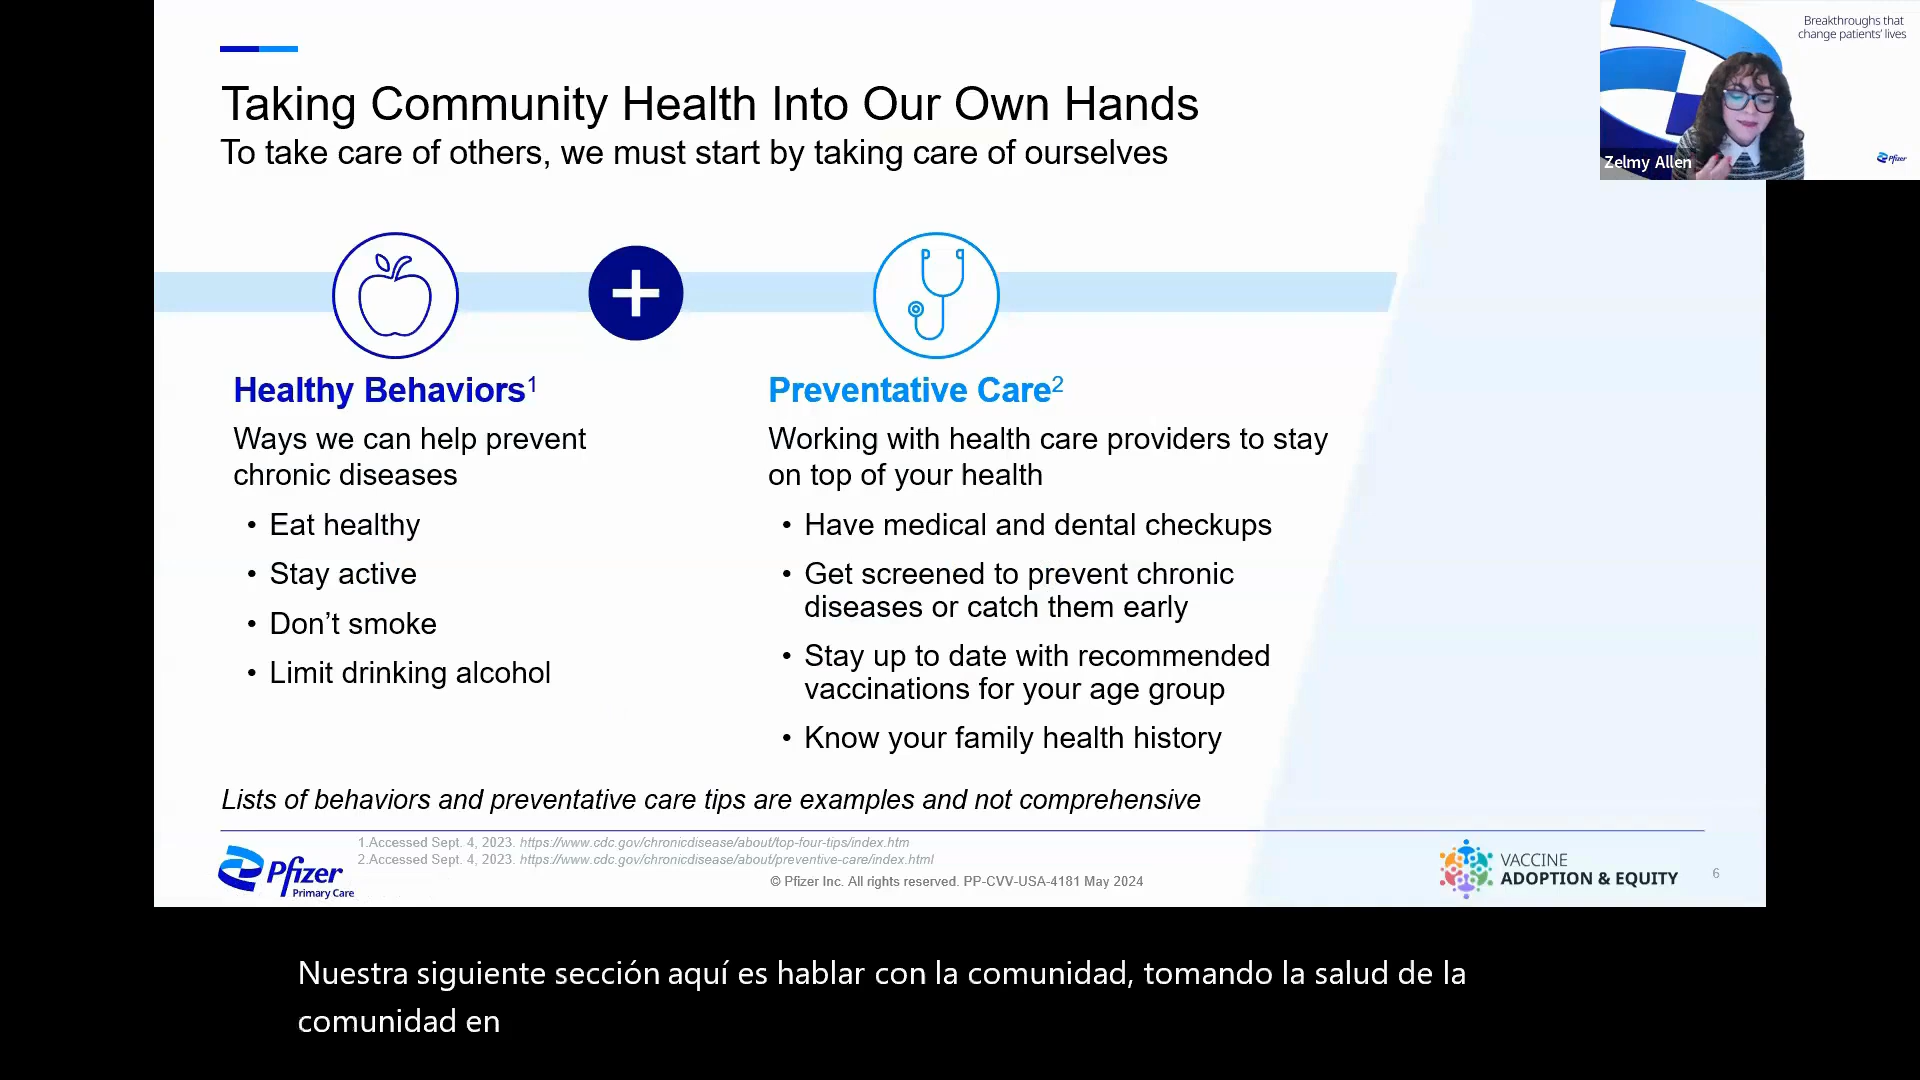 Breakthroughs that
change patients' lives
Zelmy Allen
Pfizer
Taking Community Health Into Our Own Hands
To take care of others, we must start by taking care of ourselves
Healthy Behaviors1
Ways we can help prevent
chronic diseases
• Eat healthy
• Stay active
• Don’t smoke
• Limit drinking alcohol
Preventative Care2
Working with health care providers to stay
on top of your health
• Have medical and dental checkups
• Get screened to prevent chronic
diseases or catch them early
• Stay up to date with recommended
vaccinations for your age group
• Know your family health history
Lists of behaviors and preventative care tips are examples and not comprehensive
1.Accessed Sept. 4, 2023. https://www.cdc.gov/chronicdisease/about/top-four-tips/index.htm
2.Accessed Sept. 4, 2023. https://www.cdc.gov/chronicdisease/about/preventive-care/index.html
Pfizer
Primary Care
© Pfizer Inc. All rights reserved. PP-CVV-USA-4181 May 2024
VACCINE
ADOPTION & EQUITY
6
Nuestra siguiente sección aquí es hablar con la comunidad, tomando la salud de la
comunidad en